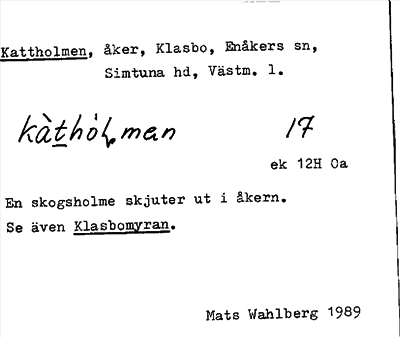 Kattholmen, åker, Klasbo, Enåkers sn,
Simtuna hd, Västm. l.
kàthól̥man 17
ek 12H 0a
En skogsholme skjuter ut i åkern.
Se även Klasbomyran.
Mats Wahlberg 1989